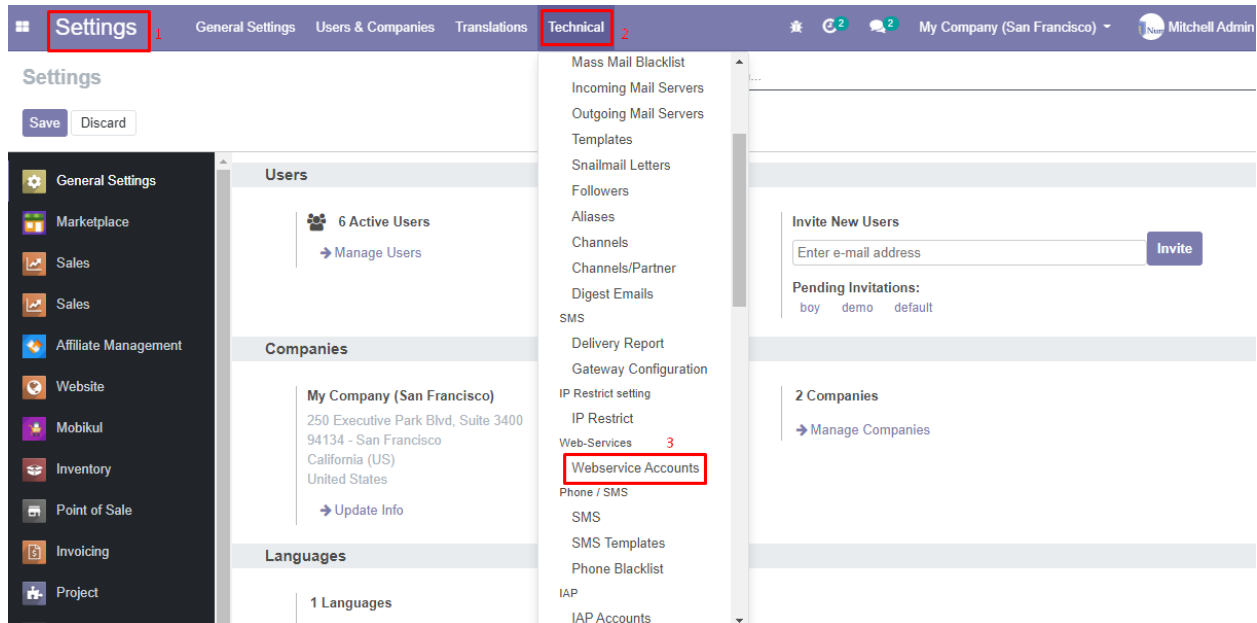 Settings 1 General Settings Users & Companies Translations Technical 2 2 2 My Company (San Francisco) Mitchell Admin
Settings
...
Save Discard
General Settings
Marketplace
Sales
Sales
Affiliate Management
Website
Mobikul
Inventory
Point of Sale
Invoicing
Project
Mass Mail Blacklist
Incoming Mail Servers
Outgoing Mail Servers
Templates
Snailmail Letters
Followers
Aliases
Channels
Channels/Partner
Digest Emails
SMS
Delivery Report
Gateway Configuration
IP Restrict setting
IP Restrict
Web-Services 3
Webservice Accounts
Phone / SMS
SMS
SMS Templates
Phone Blacklist
IAP
IAP Accounts
Users
6 Active Users
Manage Users
Invite New Users
Enter e-mail address Invite
Pending Invitations:
boy demo default
Companies
My Company (San Francisco)
250 Executive Park Blvd, Suite 3400
94134 - San Francisco
California (US)
United States
Update Info
2 Companies
Manage Companies
Languages
1 Languages